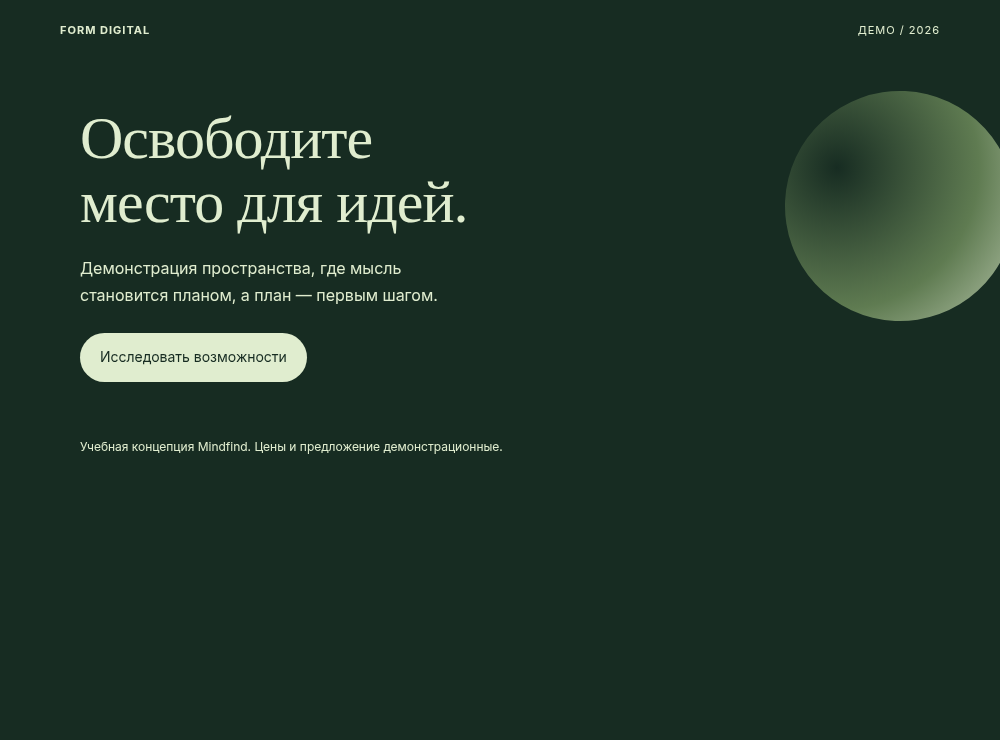 FORM DIGITAL
ДЕМО / 2026
Освободите
место для идей.
Демонстрация пространства, где мысль
становится планом, а план — первым шагом.
Исследовать возможности
Учебная концепция Mindfind. Цены и предложение демонстрационные.